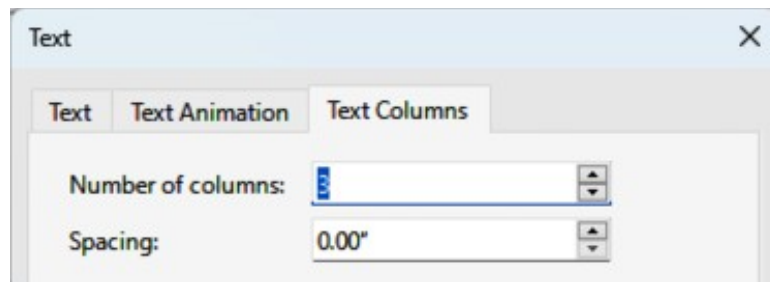 Text
Text Text Animation Text Columns
Number of columns: 3
Spacing: 0.00"